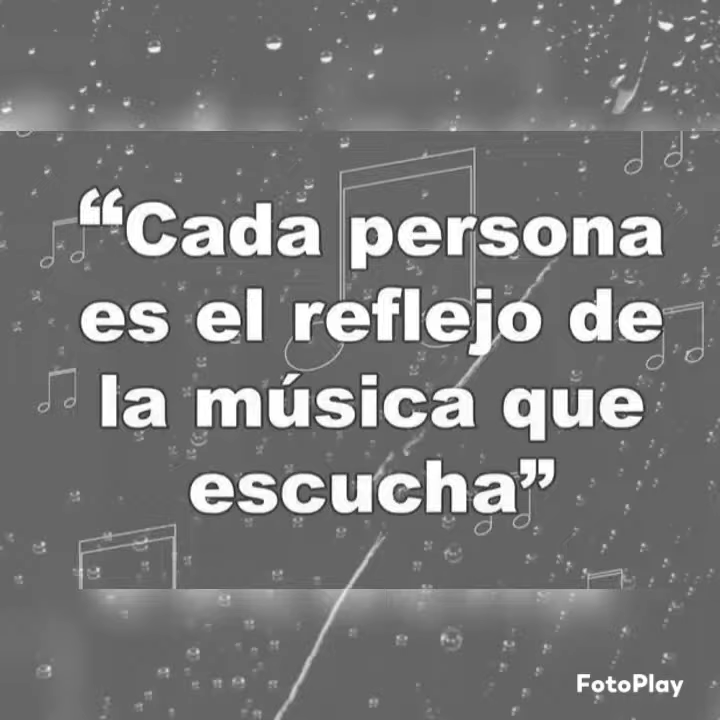 “Cada persona
es el reflejo de
la música que
escucha”
FotoPlay